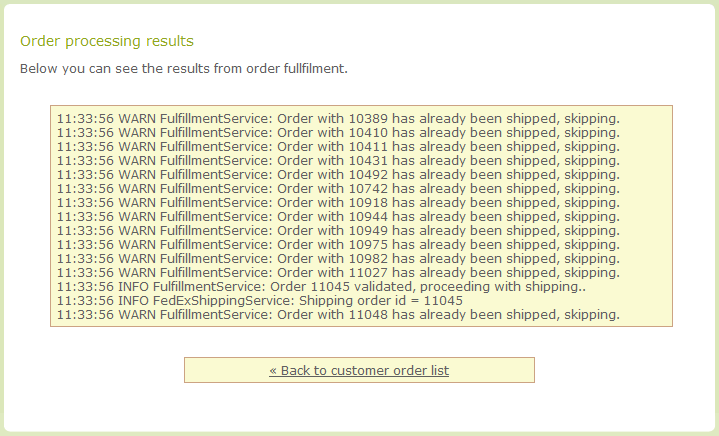 Order processing results
Below you can see the results from order fullfilment.
11:33:56 WARN FulfillmentService: Order with 10389 has already been shipped, skipping.
11:33:56 WARN FulfillmentService: Order with 10410 has already been shipped, skipping.
11:33:56 WARN FulfillmentService: Order with 10411 has already been shipped, skipping.
11:33:56 WARN FulfillmentService: Order with 10431 has already been shipped, skipping.
11:33:56 WARN FulfillmentService: Order with 10492 has already been shipped, skipping.
11:33:56 WARN FulfillmentService: Order with 10742 has already been shipped, skipping.
11:33:56 WARN FulfillmentService: Order with 10918 has already been shipped, skipping.
11:33:56 WARN FulfillmentService: Order with 10944 has already been shipped, skipping.
11:33:56 WARN FulfillmentService: Order with 10949 has already been shipped, skipping.
11:33:56 WARN FulfillmentService: Order with 10975 has already been shipped, skipping.
11:33:56 WARN FulfillmentService: Order with 10982 has already been shipped, skipping.
11:33:56 WARN FulfillmentService: Order with 11027 has already been shipped, skipping.
11:33:56 INFO FulfillmentService: Order 11045 validated, proceeding with shipping..
11:33:56 INFO FedExShippingService: Shipping order id = 11045
11:33:56 WARN FulfillmentService: Order with 11048 has already been shipped, skipping.
« Back to customer order list